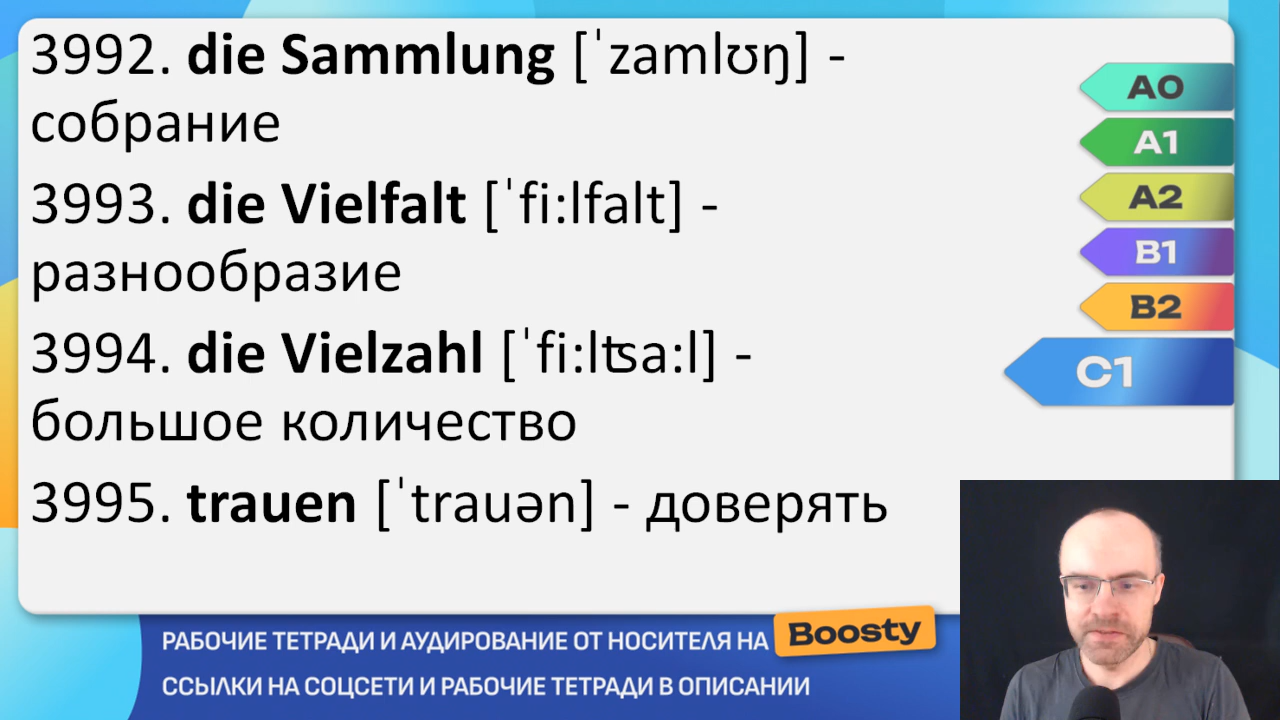 3992. die Sammlung [ˈzamlʊŋ] -
собрание
3993. die Vielfalt [ˈfi:lfalt] -
разнообразие
3994. die Vielzahl [ˈfi:lʦa:l] -
большое количество
3995. trauen [ˈtrauən] - доверять
A0
A1
A2
B1
B2
C1
РАБОЧИЕ ТЕТРАДИ И АУДИРОВАНИЕ ОТ НОСИТЕЛЯ НА Boosty
ССЫЛКИ НА СОЦСЕТИ И РАБОЧИЕ ТЕТРАДИ В ОПИСАНИИ